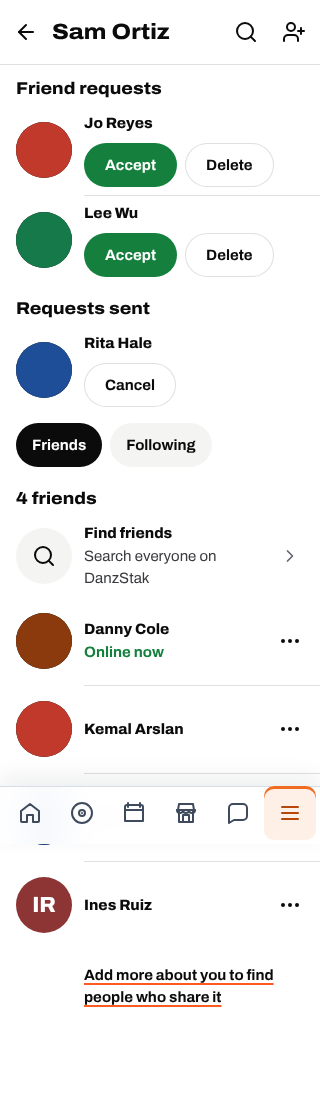 Sam Ortiz
Friend requests
Jo Reyes
Accept
Delete
Lee Wu
Accept
Delete
Requests sent
Rita Hale
Cancel
Friends
Following
4 friends
Find friends
Search everyone on
DanzStak
Danny Cole
Online now
Kemal Arslan
IR
Ines Ruiz
Add more about you to find
people who share it